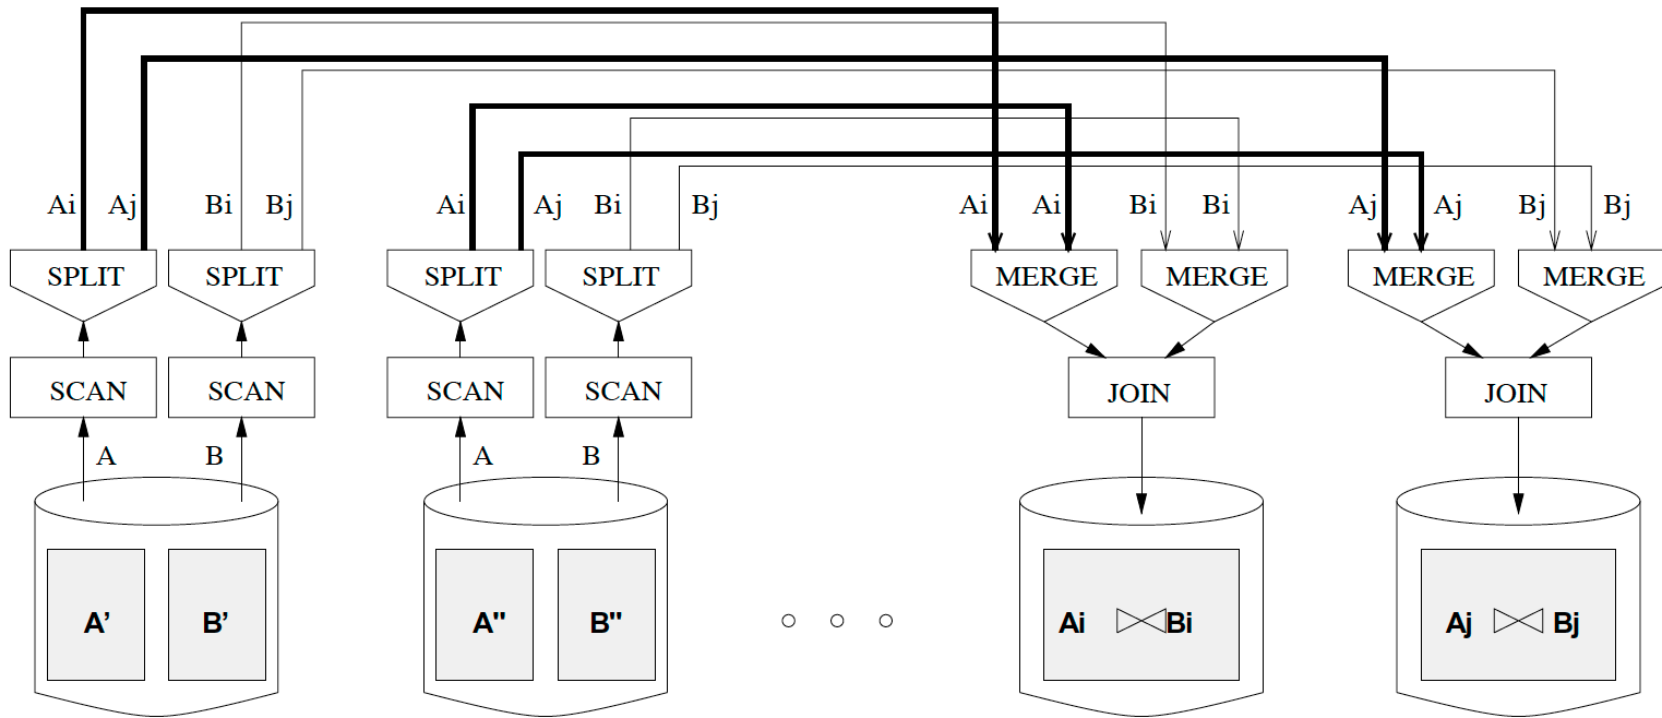 Ai Aj Bi Bj Ai Aj Bi Bj Ai Ai Bi Bi Aj Aj Bj Bj
SPLIT SPLIT SPLIT SPLIT MERGE MERGE MERGE MERGE
SCAN SCAN SCAN SCAN JOIN JOIN
A B A B
A' B' A" B" Ai ⋈ Bi Aj ⋈ Bj